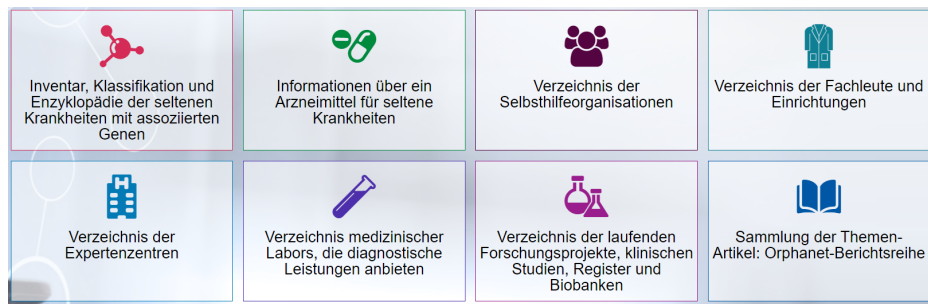 Inventar, Klassifikation und
Enzyklopädie der seltenen
Krankheiten mit assoziierten
Genen
Informationen über ein
Arzneimittel für seltene
Krankheiten
Verzeichnis der
Selbsthilfeorganisationen
Verzeichnis der Fachleute und
Einrichtungen
H
Verzeichnis der
Expertenzentren
Verzeichnis medizinischer
Labors, die diagnostische
Leistungen anbieten
Verzeichnis der laufenden
Forschungsprojekte, klinischen
Studien, Register und
Biobanken
Sammlung der Themen-
Artikel: Orphanet-Berichtsreihe